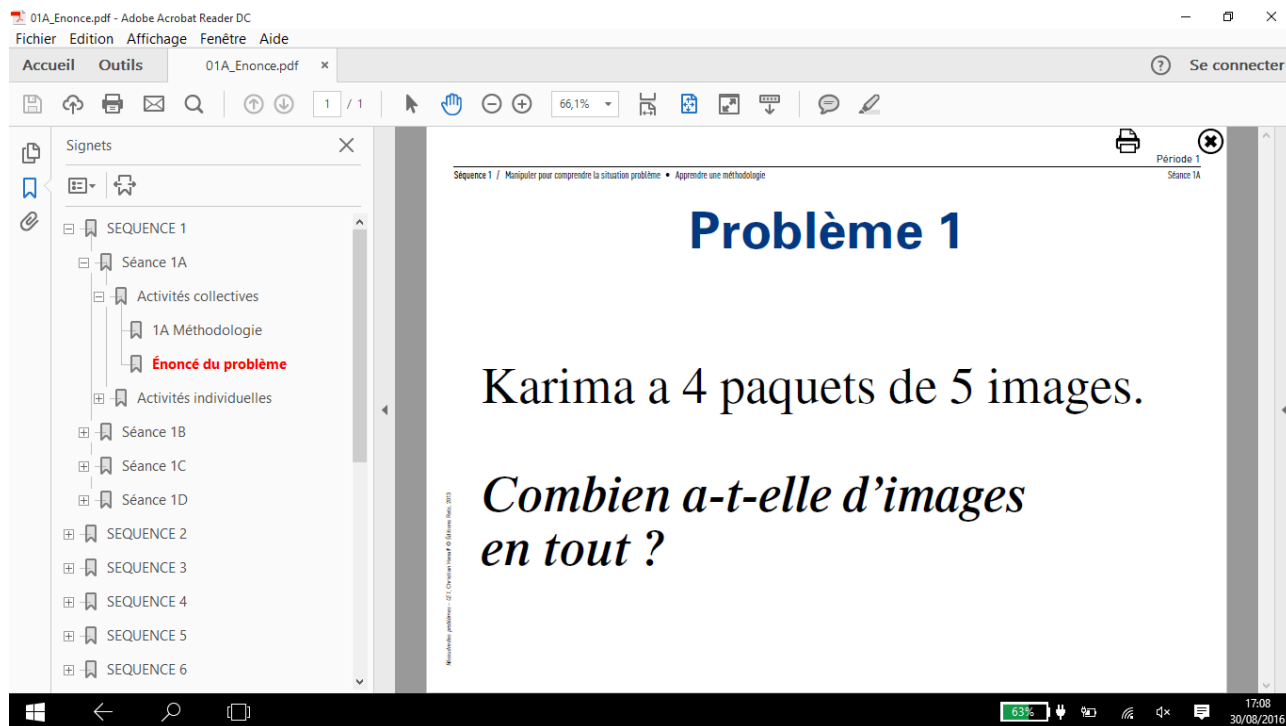 01A_Enonce.pdf - Adobe Acrobat Reader DC
Fichier Edition Affichage Fenêtre Aide
Accueil Outils 01A_Enonce.pdf × Se connecter
1 / 1 66,1%
Signets
SEQUENCE 1
Séance 1A
Activités collectives
1A Méthodologie
Énoncé du problème
Activités individuelles
Séance 1B
Séance 1C
Séance 1D
SEQUENCE 2
SEQUENCE 3
SEQUENCE 4
SEQUENCE 5
SEQUENCE 6
Période 1
Séquence 1 / Manipuler pour comprendre la situation problème • Apprendre une méthodologie Séance 1A
Problème 1
Karima a 4 paquets de 5 images.
Combien a-t-elle d’images
en tout ?
63% 17:08
30/08/2016